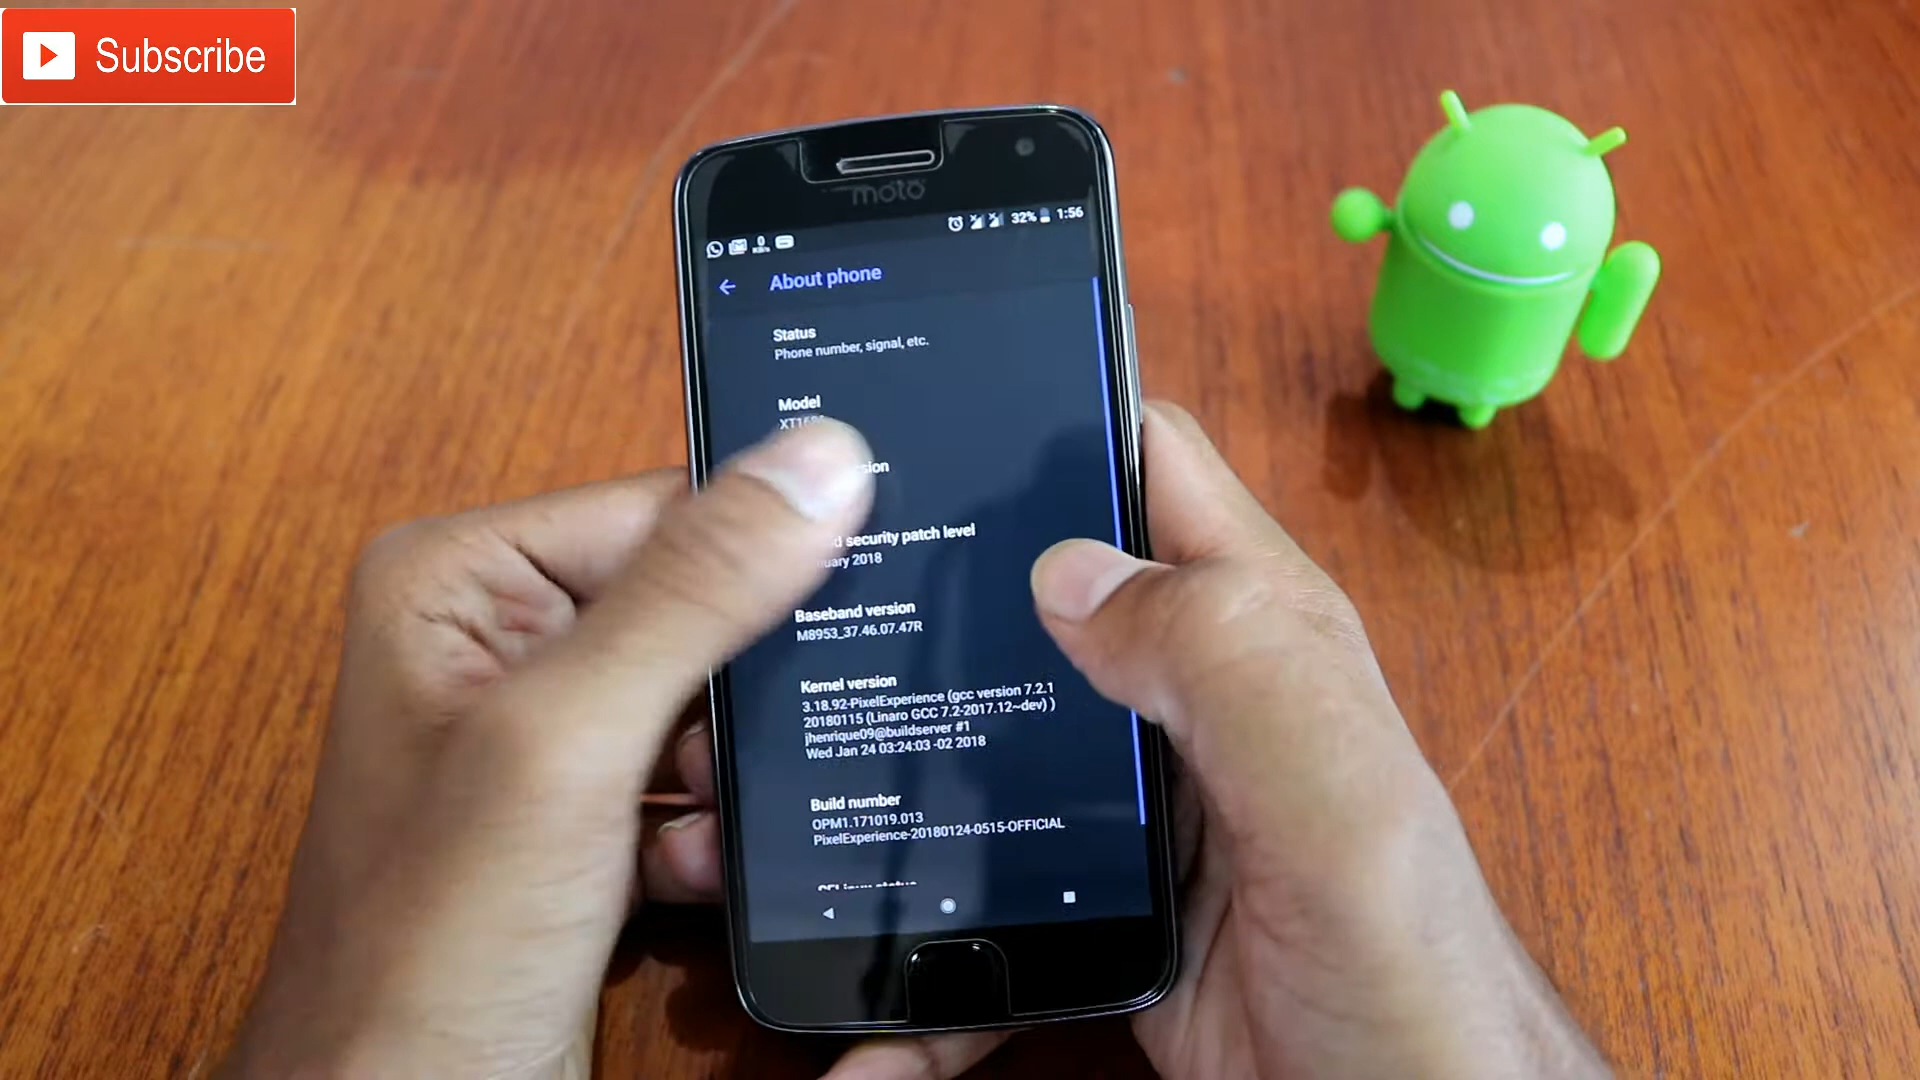 Subscribe
moto
0
32% 1:56
About phone
Status
Phone number, signal, etc.
Model
security patch level
2018
Baseband version
M8953_37.46.07.47R
Kernel version
3.18.92-PixelExperience (gcc version 7.2.1
20180115 (Linaro GCC 7.2-2017.12~dev) )
jhenrique09@buildserver #1
Wed Jan 24 03:24:03 -02 2018
Build number
OPM1.171019.013
PixelExperience-20180124-0515-OFFICIAL